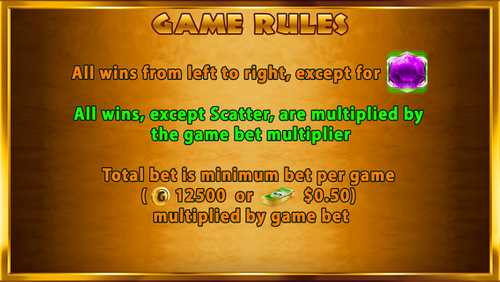 GAME RULES
All wins from left to right, except for
All wins, except Scatter, are multiplied by
the game bet multiplier
Total bet is minimum bet per game
( 12500 or $0.50)
multiplied by game bet